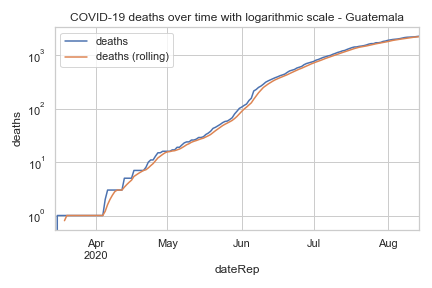 COVID-19 deaths over time with logarithmic scale - Guatemala
deaths
deaths (rolling)
10³
10²
10¹
10⁰
deaths
Apr
2020
May
Jun
Jul
Aug
dateRep